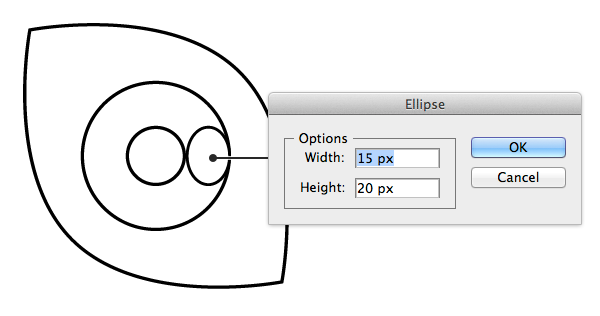 Ellipse
Options
Width: 15 px
Height: 20 px
OK
Cancel